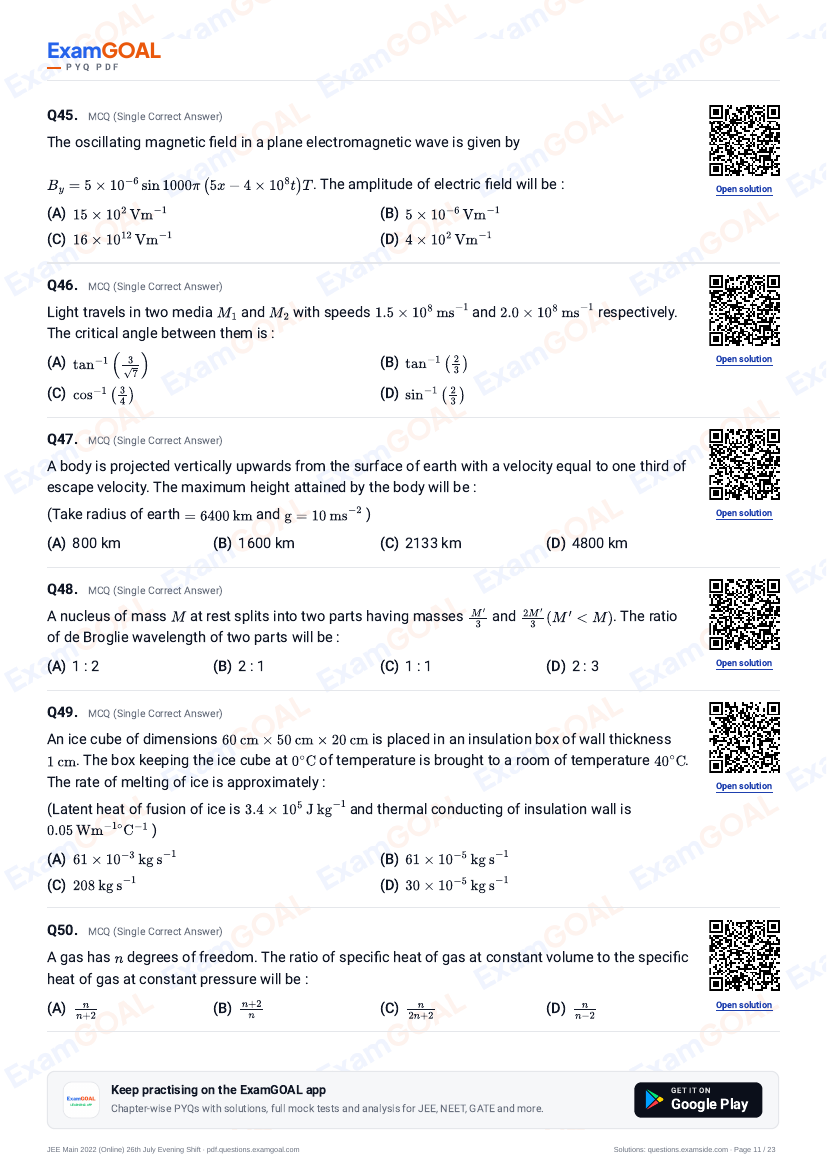 ExamGOAL
PYQ PDF
Q45. MCQ (Single Correct Answer)
The oscillating magnetic field in a plane electromagnetic wave is given by
Open solution
B_y = 5 × 10⁻⁶ sin 1000π (5x − 4 × 10⁸t)T. The amplitude of electric field will be :
(A) 15 × 10² Vm⁻¹ (B) 5 × 10⁻⁶ Vm⁻¹
(C) 16 × 10¹² Vm⁻¹ (D) 4 × 10² Vm⁻¹
Q46. MCQ (Single Correct Answer)
Light travels in two media M₁ and M₂ with speeds 1.5 × 10⁸ ms⁻¹ and 2.0 × 10⁸ ms⁻¹ respectively.
The critical angle between them is :
Open solution
(A) tan⁻¹ (3/√7) (B) tan⁻¹ (2/3)
(C) cos⁻¹ (3/4) (D) sin⁻¹ (2/3)
Q47. MCQ (Single Correct Answer)
A body is projected vertically upwards from the surface of earth with a velocity equal to one third of
escape velocity. The maximum height attained by the body will be :
(Take radius of earth = 6400 km and g = 10 ms⁻² )
Open solution
(A) 800 km (B) 1600 km (C) 2133 km (D) 4800 km
Q48. MCQ (Single Correct Answer)
A nucleus of mass M at rest splits into two parts having masses M′/3 and 2M′/3 (M′ < M). The ratio
of de Broglie wavelength of two parts will be :
Open solution
(A) 1 : 2 (B) 2 : 1 (C) 1 : 1 (D) 2 : 3
Q49. MCQ (Single Correct Answer)
An ice cube of dimensions 60 cm × 50 cm × 20 cm is placed in an insulation box of wall thickness
1 cm. The box keeping the ice cube at 0°C of temperature is brought to a room of temperature 40°C.
The rate of melting of ice is approximately :
Open solution
(Latent heat of fusion of ice is 3.4 × 10⁵ J kg⁻¹ and thermal conducting of insulation wall is
0.05 Wm⁻¹°C⁻¹ )
(A) 61 × 10⁻³ kg s⁻¹ (B) 61 × 10⁻⁵ kg s⁻¹
(C) 208 kg s⁻¹ (D) 30 × 10⁻⁵ kg s⁻¹
Q50. MCQ (Single Correct Answer)
A gas has n degrees of freedom. The ratio of specific heat of gas at constant volume to the specific
heat of gas at constant pressure will be :
Open solution
(A) n/(n+2) (B) (n+2)/n (C) n/(2n+2) (D) n/(n−2)
Keep practising on the ExamGOAL app
Chapter-wise PYQs with solutions, full mock tests and analysis for JEE, NEET, GATE and more.
ExamGOAL
GET IT ON
Google Play
JEE Main 2022 (Online) 26th July Evening Shift · pdf.questions.examgoal.com
Solutions: questions.examside.com · Page 11 / 23